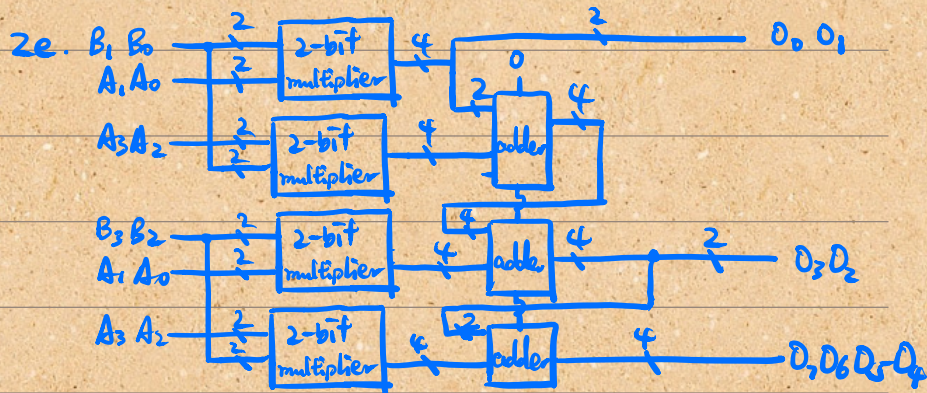 2e. B₁ B₀ 2 2-bit multiplier 4 2 O₀ O₁
A₁ A₀ 2
0
2 adder 4
A₃ A₂ 2 2-bit multiplier 4
2
B₃ B₂ 2 2-bit multiplier 4 adder 4 2 O₃ O₂
A₁ A₀ 2 4
A₃ A₂ 2 2-bit multiplier 4 2 adder 4 O₇ O₆ O₅ O₄
2